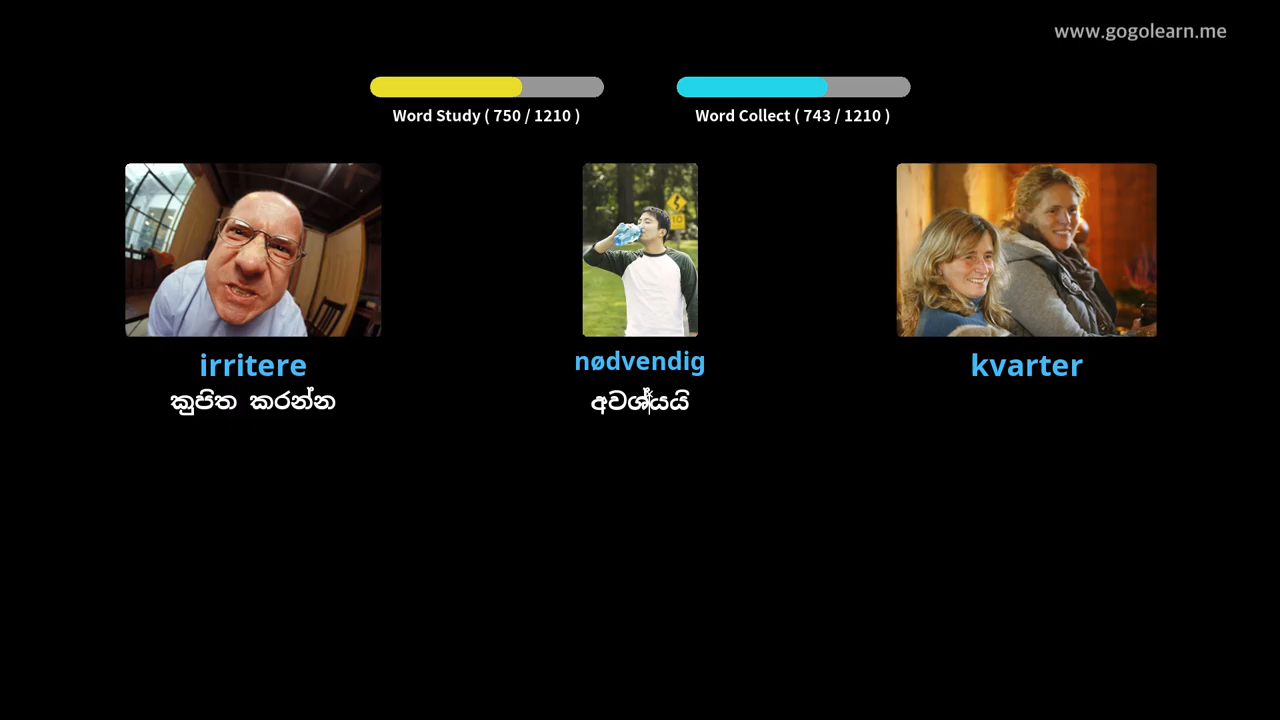 www.gogolearn.me
Word Study ( 750 / 1210 )
Word Collect ( 743 / 1210 )
irritere
nødvendig
kvarter
කුපිත කරන්න
අවශ්‍යයි